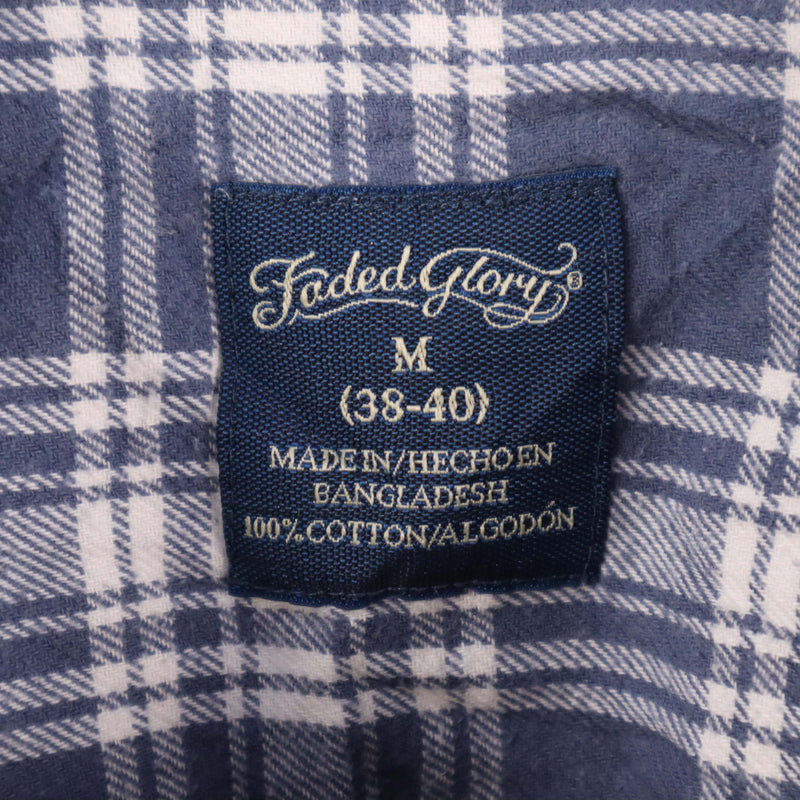 Faded Glory®
M
(38-40)
MADE IN/HECHO EN
BANGLADESH
100% COTTON/ALGODÓN